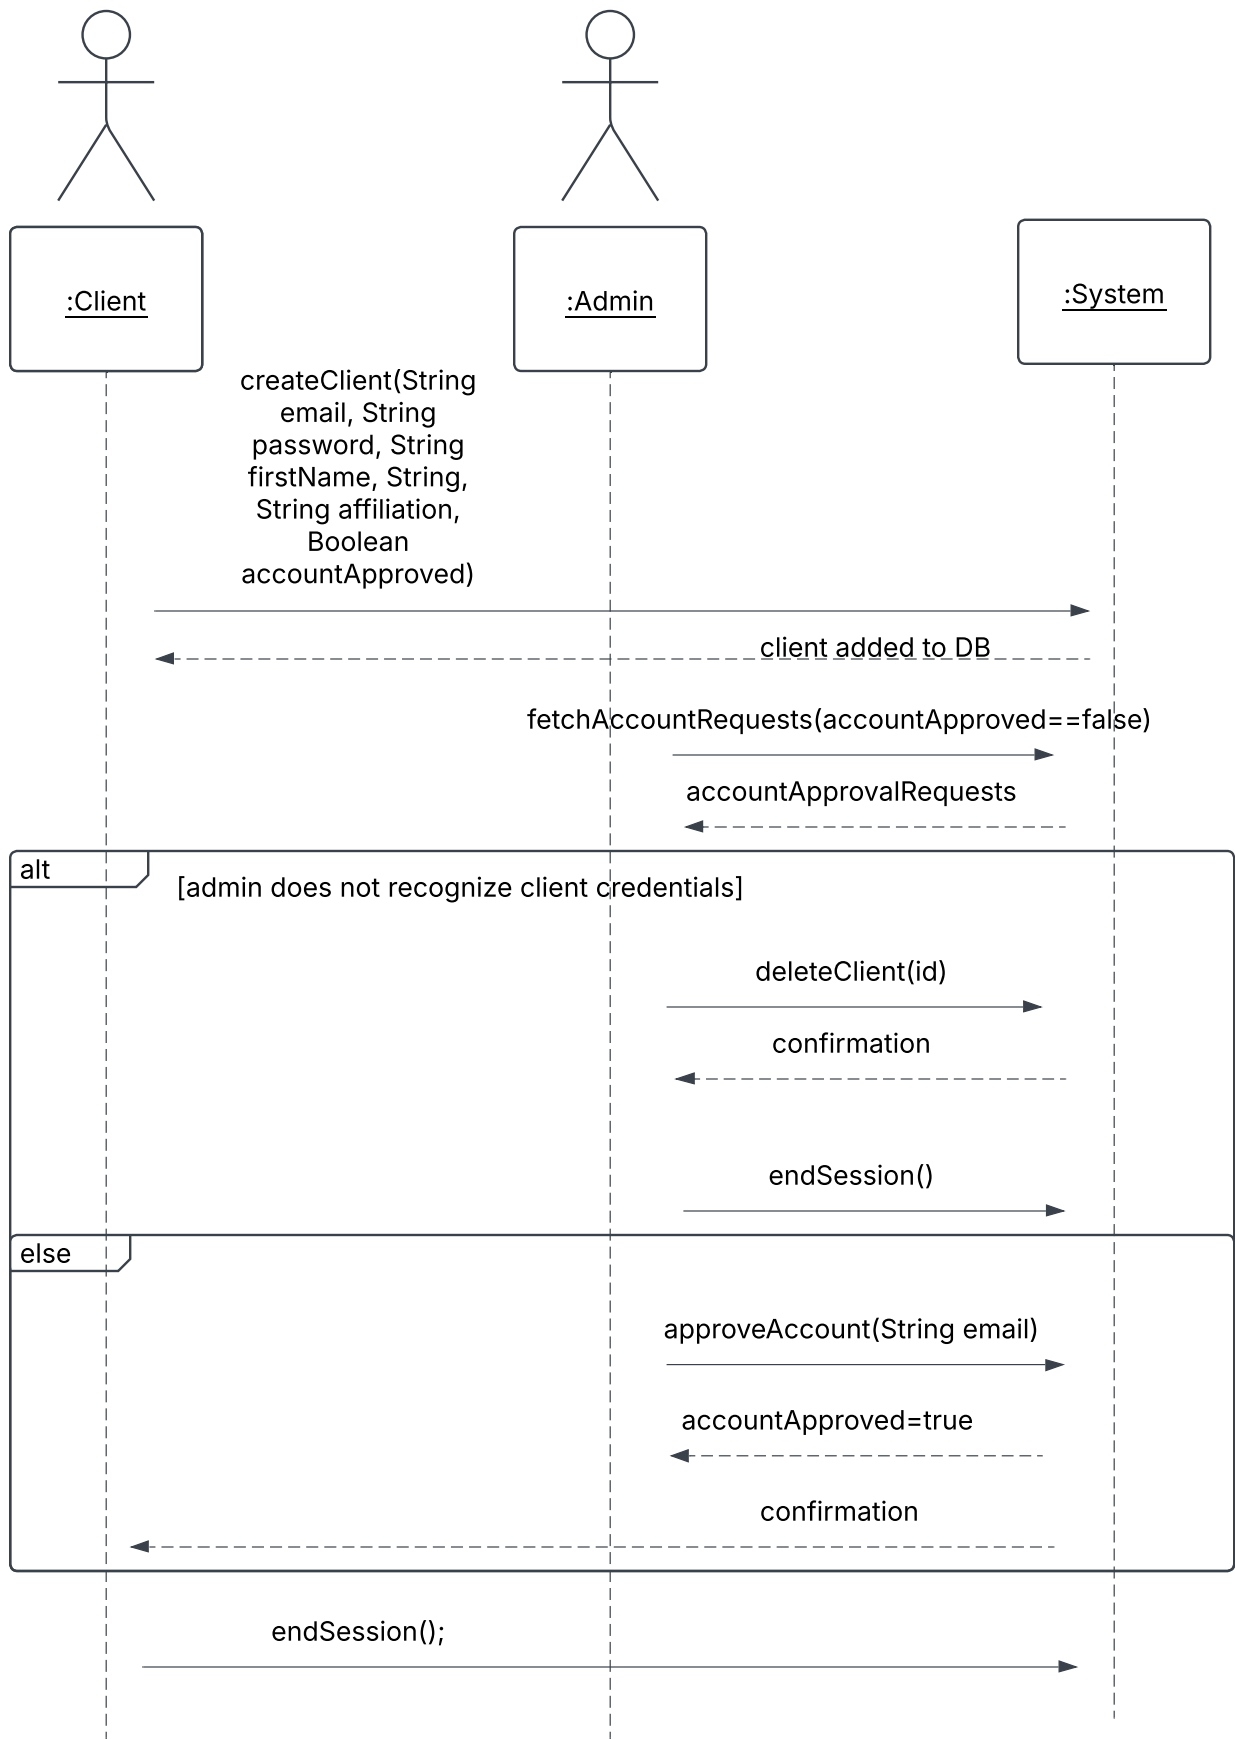 :Client
:Admin
:System
createClient(String
email, String
password, String
firstName, String,
String affiliation,
Boolean
accountApproved)
client added to DB
fetchAccountRequests(accountApproved==false)
accountApprovalRequests
alt
[admin does not recognize client credentials]
deleteClient(id)
confirmation
endSession()
else
approveAccount(String email)
accountApproved=true
confirmation
endSession();